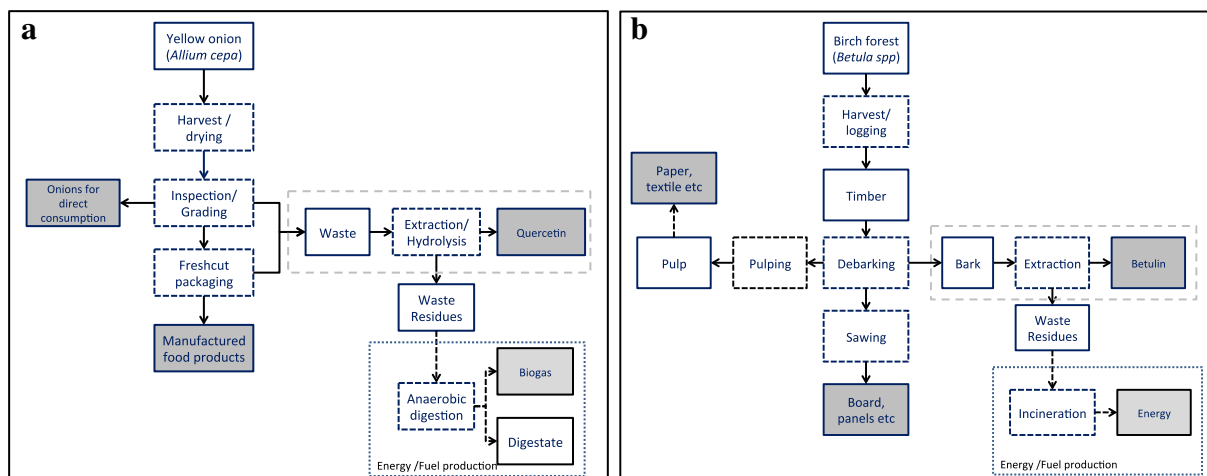 a
Yellow onion
(Allium cepa)
Harvest /
drying
Onions for
direct
consumption
Inspection/
Grading
Waste
Extraction/
Hydrolysis
Quercetin
Freshcut
packaging
Waste
Residues
Manufactured
food products
Biogas
Anaerobic
digestion
Digestate
Energy /Fuel production
b
Birch forest
(Betula spp)
Harvest/
logging
Paper,
textile etc
Timber
Pulp
Pulping
Debarking
Bark
Extraction
Betulin
Waste
Residues
Sawing
Board,
panels etc
Incineration
Energy
Energy /Fuel production